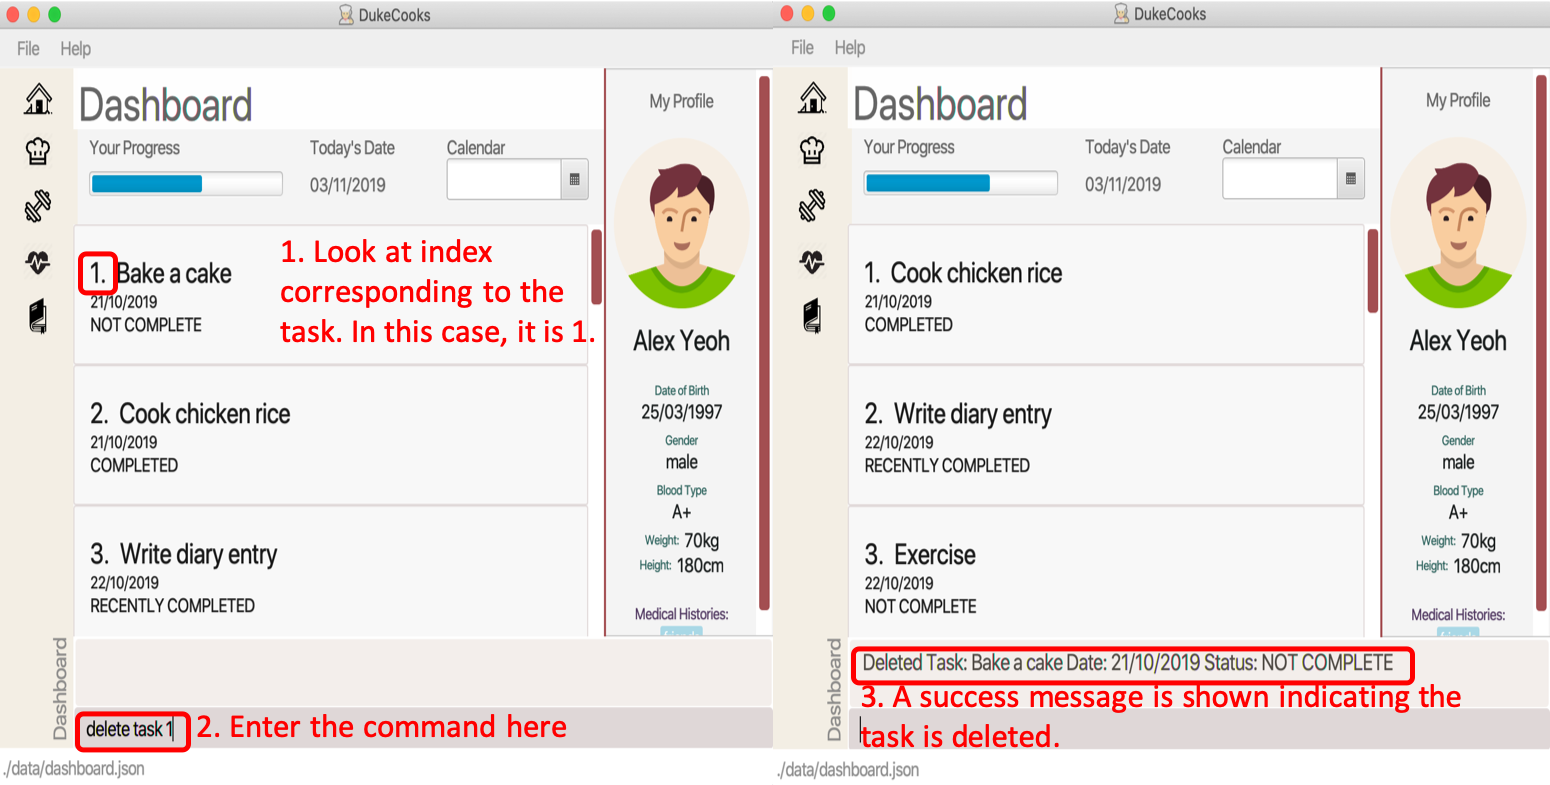 DukeCooks
File Help
Dashboard
Your Progress
Today's Date
Calendar
03/11/2019
1. Bake a cake
21/10/2019
NOT COMPLETE
1. Look at index
corresponding to the
task. In this case, it is 1.
2. Cook chicken rice
21/10/2019
COMPLETED
3. Write diary entry
22/10/2019
RECENTLY COMPLETED
My Profile
Alex Yeoh
Date of Birth
25/03/1997
Gender
male
Blood Type
A+
Weight: 70kg
Height: 180cm
Medical Histories:
Dashboard
delete task 1
2. Enter the command here
./data/dashboard.json
DukeCooks
File Help
Dashboard
Your Progress
Today's Date
Calendar
03/11/2019
1. Cook chicken rice
21/10/2019
COMPLETED
2. Write diary entry
22/10/2019
RECENTLY COMPLETED
3. Exercise
22/10/2019
NOT COMPLETE
My Profile
Alex Yeoh
Date of Birth
25/03/1997
Gender
male
Blood Type
A+
Weight: 70kg
Height: 180cm
Medical Histories:
Dashboard
Deleted Task: Bake a cake Date: 21/10/2019 Status: NOT COMPLETE
3. A success message is shown indicating the
task is deleted.
./data/dashboard.json